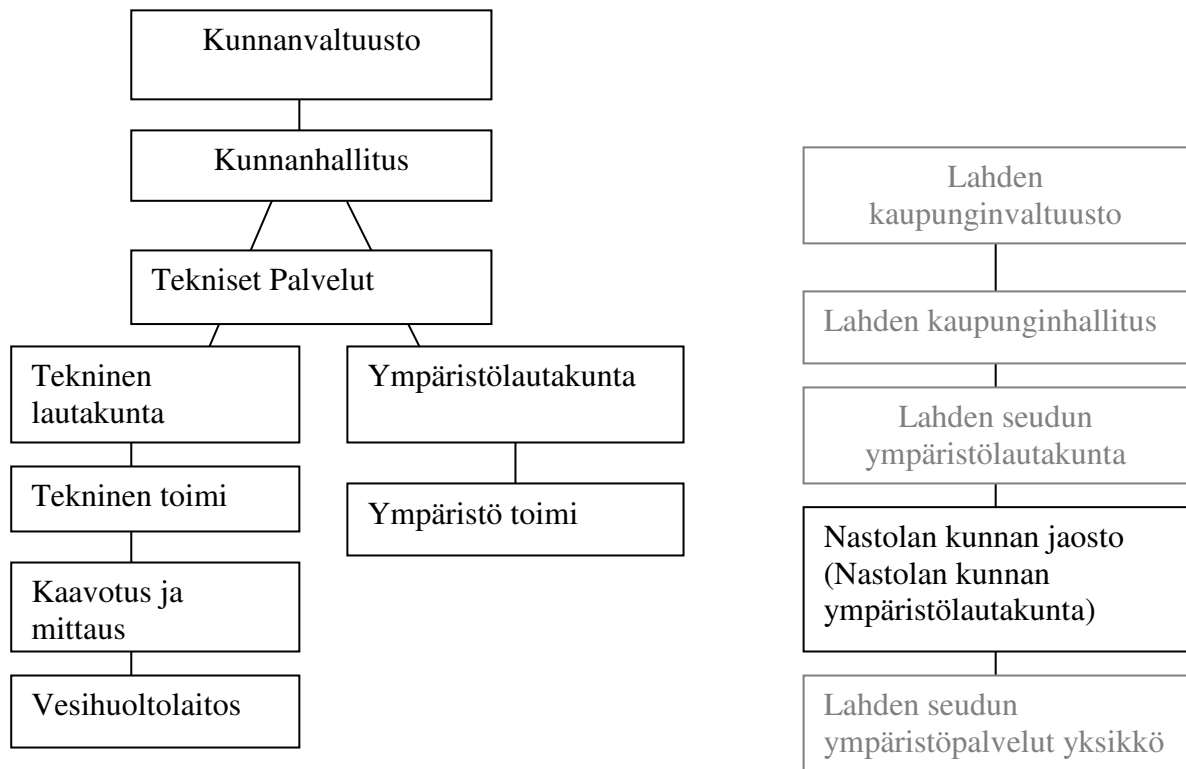 Kunnanvaltuusto
Kunnanhallitus
Tekniset Palvelut
Tekninen
lautakunta
Ympäristölautakunta
Tekninen toimi
Ympäristö toimi
Kaavotus ja
mittaus
Vesihuoltolaitos
Lahden
kaupunginvaltuusto
Lahden kaupunginhallitus
Lahden seudun
ympäristölautakunta
Nastolan kunnan jaosto
(Nastolan kunnan
ympäristölautakunta)
Lahden seudun
ympäristöpalvelut yksikkö